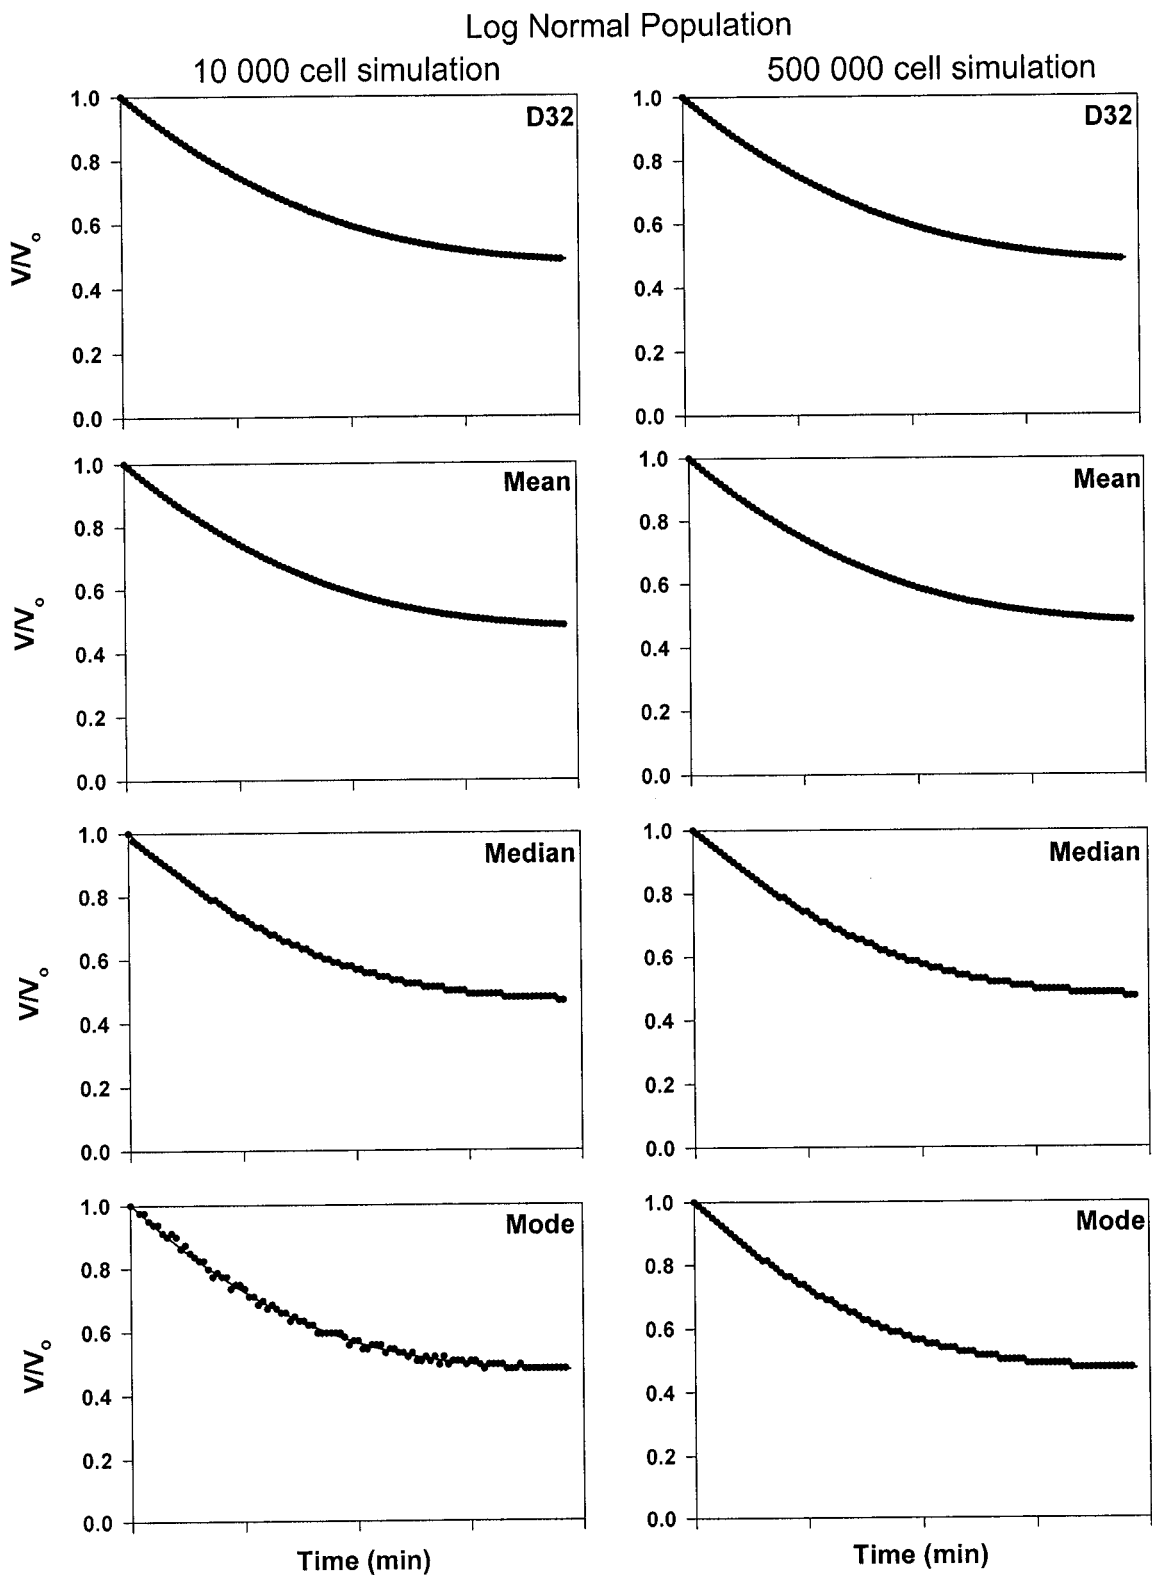 Log Normal Population
10 000 cell simulation 500 000 cell simulation
1.0 D32 1.0 D32
0.8 0.8
0.6 0.6
V/Vo
0.4 0.4
0.2 0.2
0.0 0.0
1.0 Mean 1.0 Mean
0.8 0.8
0.6 0.6
V/Vo
0.4 0.4
0.2 0.2
0.0 0.0
1.0 Median 1.0 Median
0.8 0.8
0.6 0.6
V/Vo
0.4 0.4
0.2 0.2
0.0 0.0
1.0 Mode 1.0 Mode
0.8 0.8
0.6 0.6
V/Vo
0.4 0.4
0.2 0.2
0.0 0.0
Time (min) Time (min)